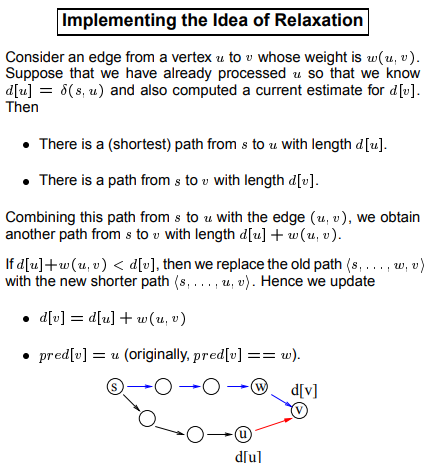 Implementing the Idea of Relaxation
Consider an edge from a vertex u to v whose weight is w(u, v).
Suppose that we have already processed u so that we know
d[u] = δ(s, u) and also computed a current estimate for d[v].
Then
• There is a (shortest) path from s to u with length d[u].
• There is a path from s to v with length d[v].
Combining this path from s to u with the edge (u, v), we obtain
another path from s to v with length d[u] + w(u, v).
If d[u]+w(u, v) < d[v], then we replace the old path ⟨s, . . . , w, v⟩
with the new shorter path ⟨s, . . . , u, v⟩. Hence we update
• d[v] = d[u] + w(u, v)
• pred[v] = u (originally, pred[v] == w).
s w d[v]
v
u
d[u]